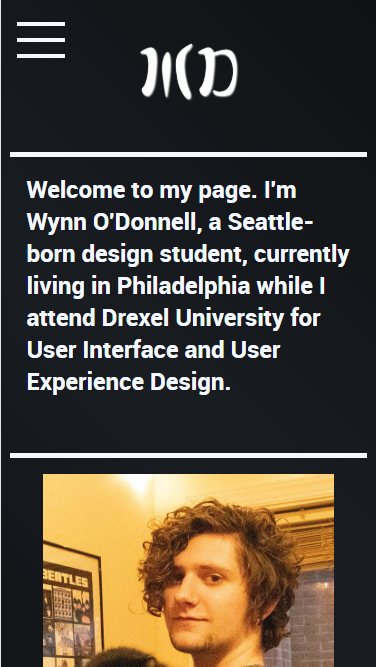 Welcome to my page. I'm
Wynn O'Donnell, a Seattle-
born design student, currently
living in Philadelphia while I
attend Drexel University for
User Interface and User
Experience Design.
BEATLES